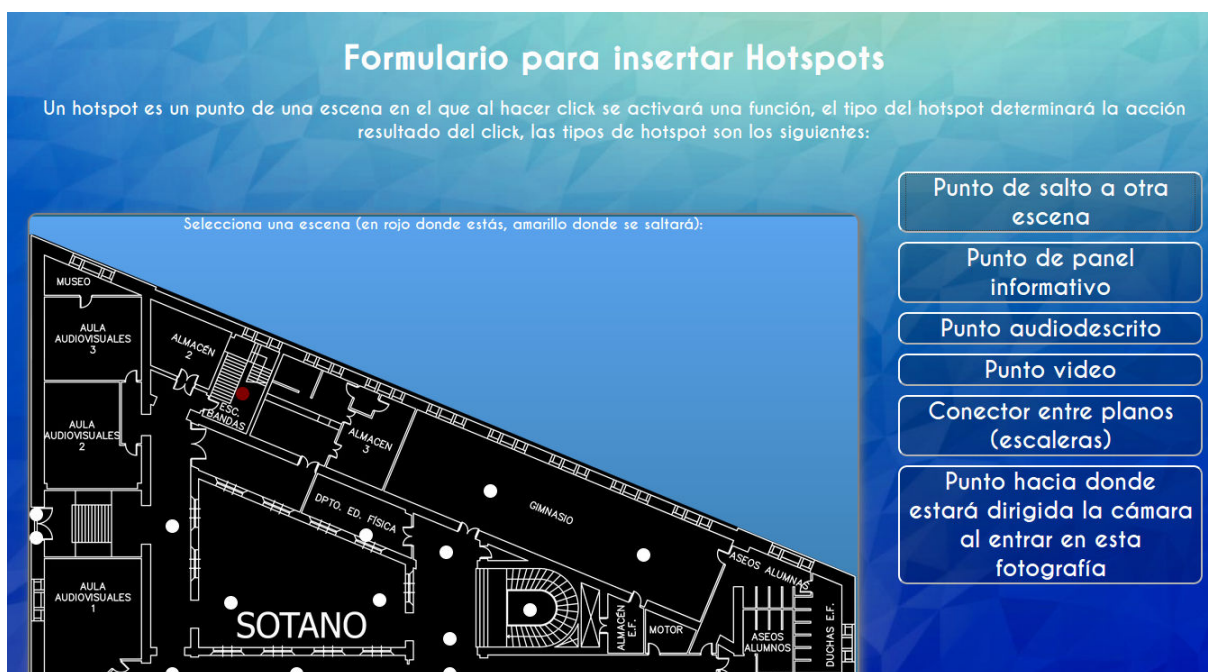 Formulario para insertar Hotspots
Un hotspot es un punto de una escena en el que al hacer click se activará una función, el tipo del hotspot determinará la acción
resultado del click, las tipos de hotspot son los siguientes:
Selecciona una escena (en rojo donde estás, amarillo donde se saltará):
Punto de salto a otra
escena
Punto de panel
informativo
Punto audiodescrito
Punto video
Conector entre planos
(escaleras)
Punto hacia donde
estará dirigida la cámara
al entrar en esta
fotografía
MUSEO
AULA
AUDIOVISUALES
3
ALMACÉN
2
ESC.
BANDAS
AULA
AUDIOVISUALES
2
ALMACEN
3
DPTO. ED. FÍSICA
GIMNASIO
AULA
AUDIOVISUALES
1
SOTANO
ALMACÉN
E.F.
MOTOR
ASEOS ALUMNAS
ASEOS
ALUMNOS
DUCHAS E.F.